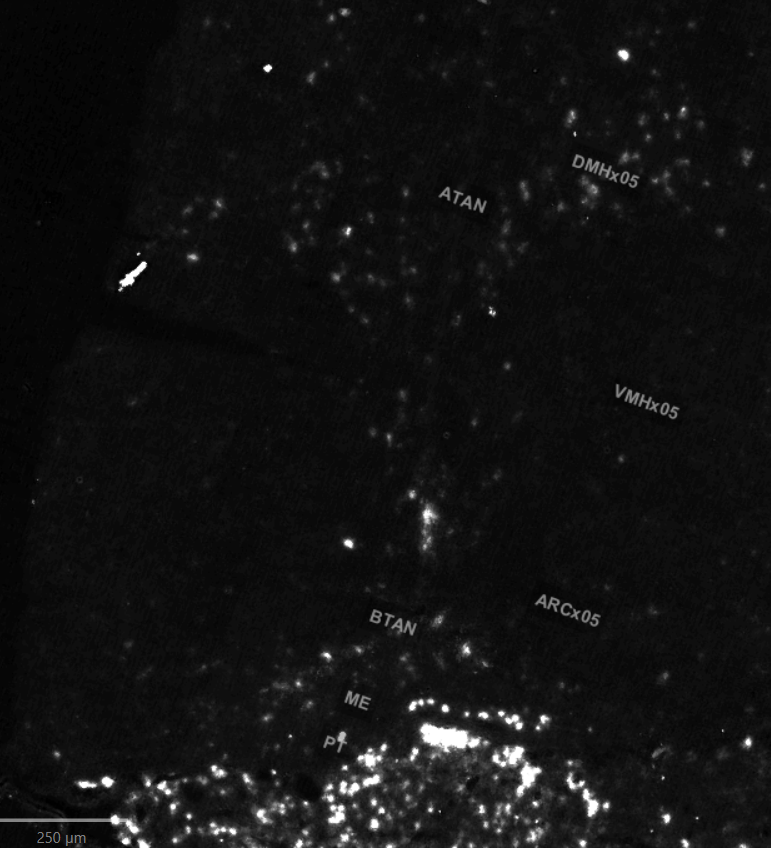 DMHx05
ATAN
VMHx05
ARCx05
BTAN
ME
PT
250 µm